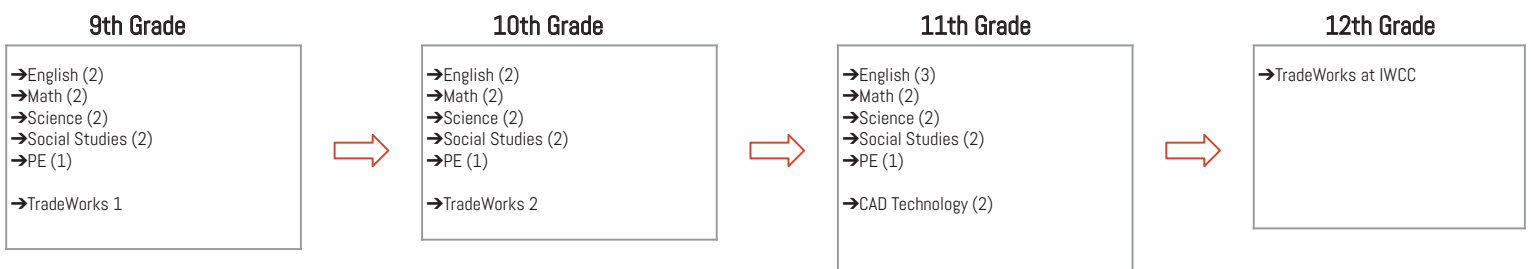 9th Grade
➔English (2)
➔Math (2)
➔Science (2)
➔Social Studies (2)
➔PE (1)
➔TradeWorks 1
10th Grade
➔English (2)
➔Math (2)
➔Science (2)
➔Social Studies (2)
➔PE (1)
➔TradeWorks 2
11th Grade
➔English (3)
➔Math (2)
➔Science (2)
➔Social Studies (2)
➔PE (1)
➔CAD Technology (2)
12th Grade
➔TradeWorks at IWCC